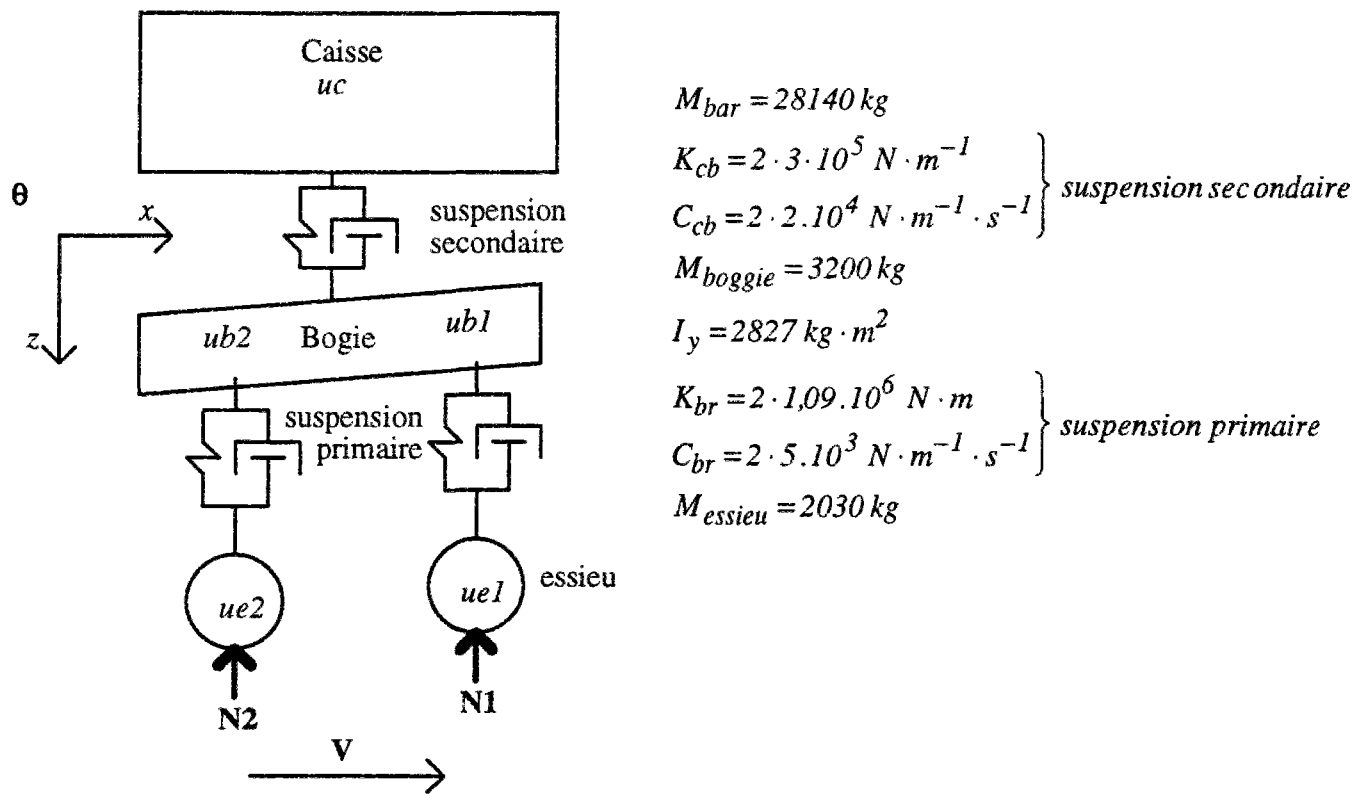 Caisse
uc
θ
x
z
suspension
secondaire
ub2 Bogie ub1
suspension
primaire
ue2
ue1
essieu
N2
N1
V
M_bar = 28140 kg
K_cb = 2 · 3 · 10^5 N · m^-1
C_cb = 2 · 2.10^4 N · m^-1 · s^-1
suspension secondaire
M_boggie = 3200 kg
I_y = 2827 kg · m^2
K_br = 2 · 1,09.10^6 N · m
C_br = 2 · 5.10^3 N · m^-1 · s^-1
suspension primaire
M_essieu = 2030 kg